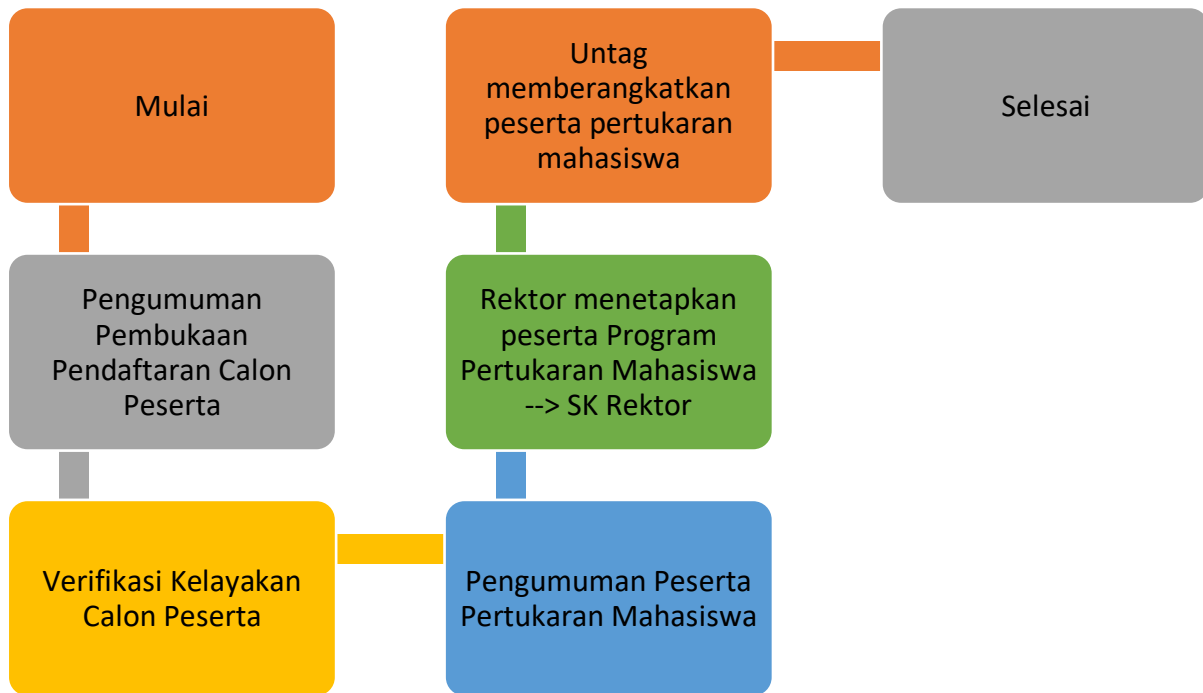 Mulai
Pengumuman
Pembukaan
Pendaftaran Calon
Peserta
Verifikasi Kelayakan
Calon Peserta
Pengumuman Peserta
Pertukaran Mahasiswa
Rektor menetapkan
peserta Program
Pertukaran Mahasiswa
--> SK Rektor
Untag
memberangkatkan
peserta pertukaran
mahasiswa
Selesai